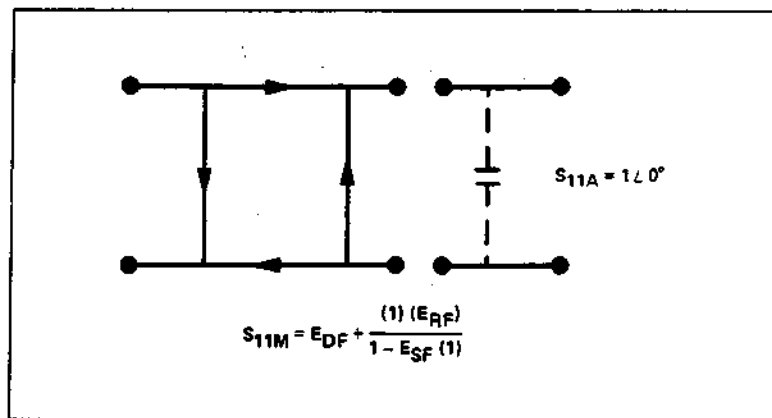 S11A = 1∠0°
S11M = EDF + (1) (ERF) / 1 - ESF (1)